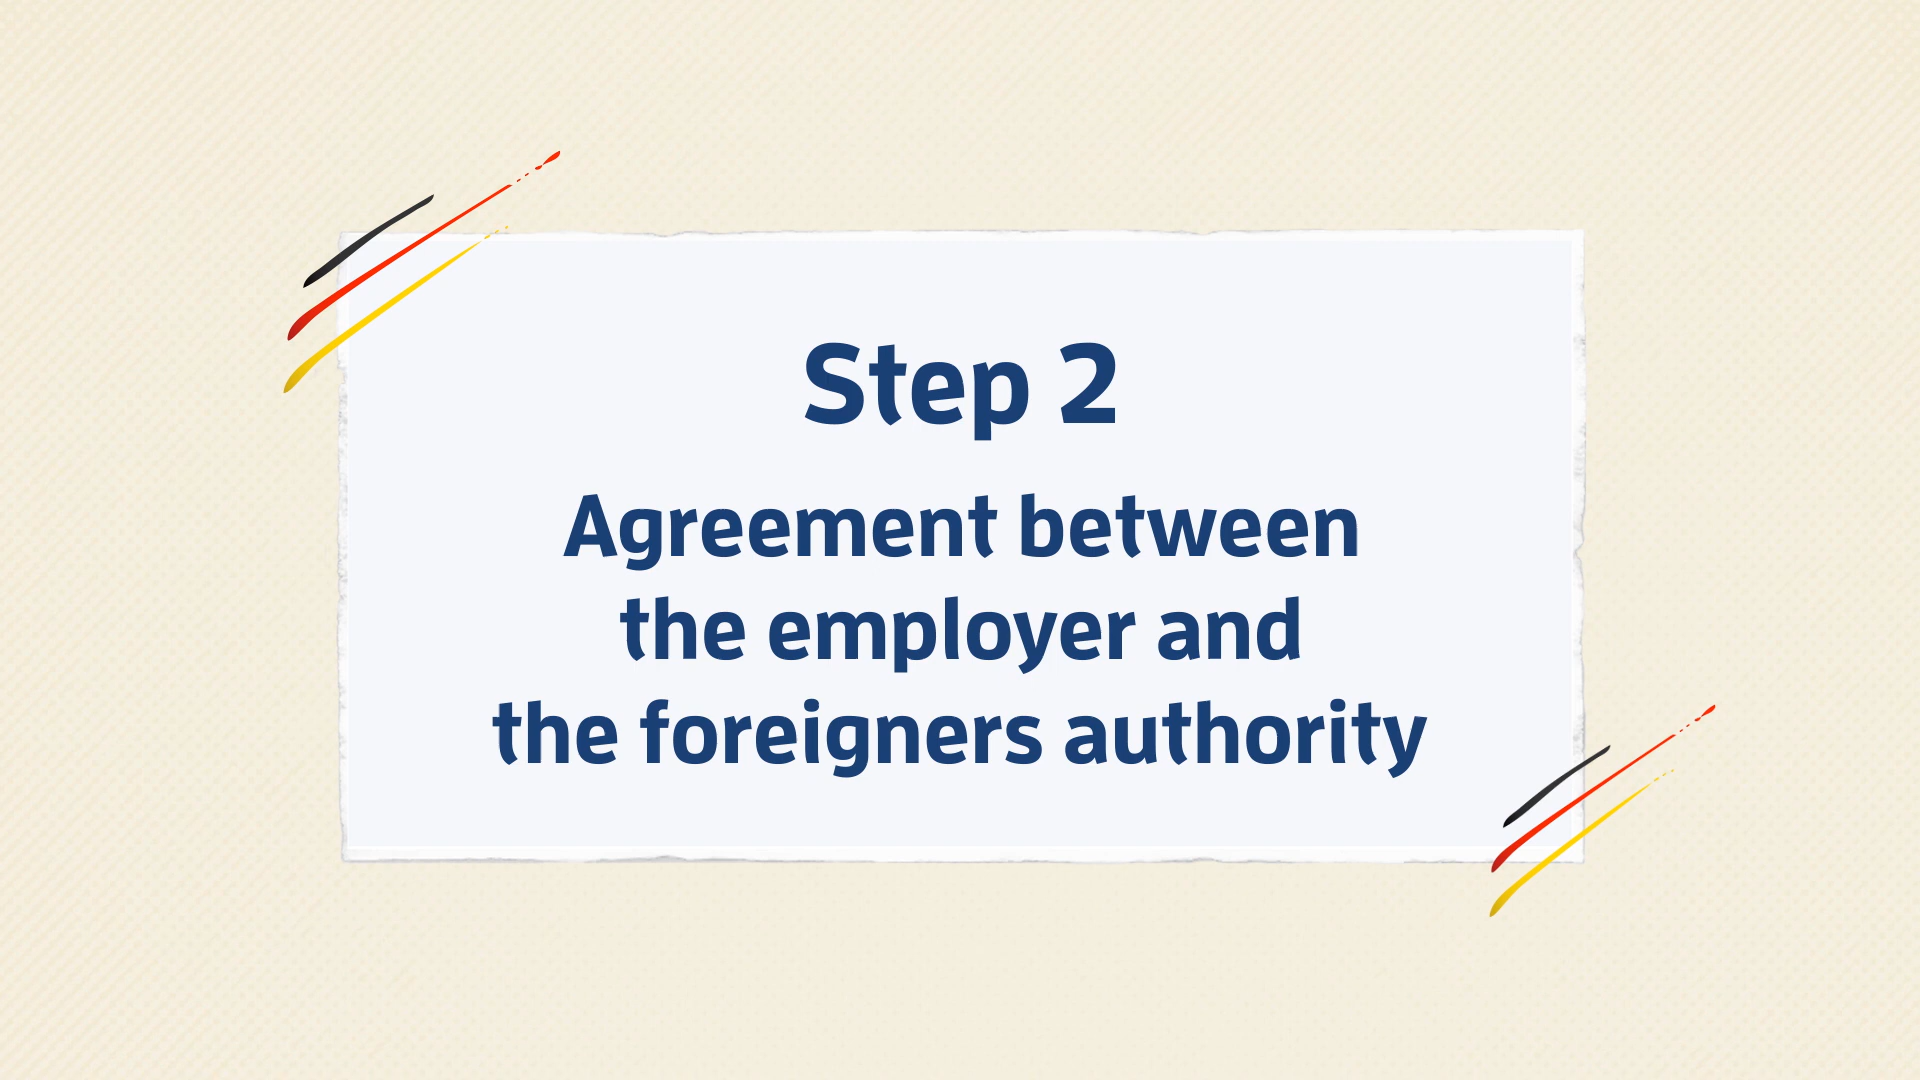 Step 2
Agreement between
the employer and
the foreigners authority